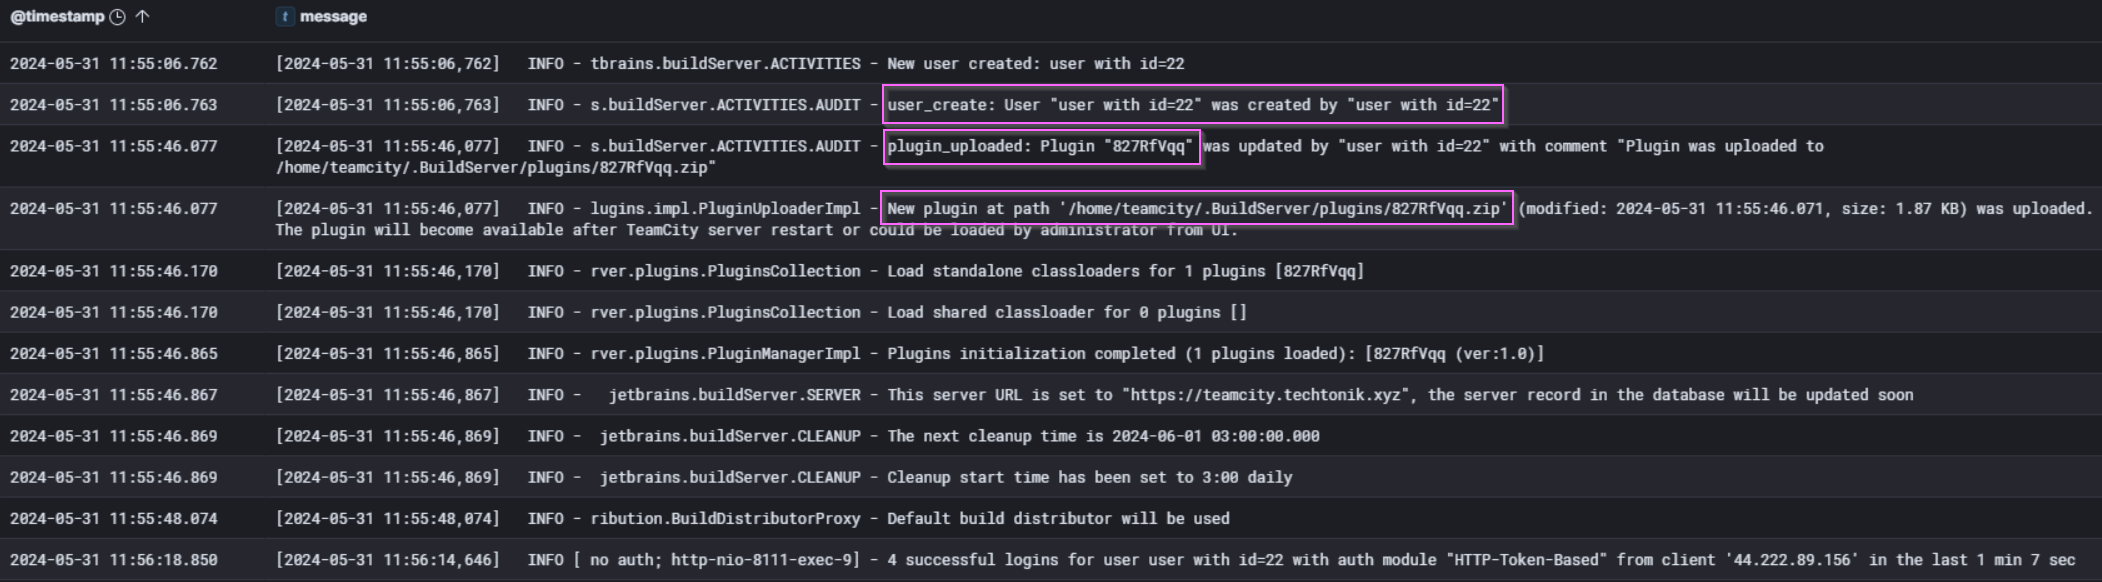 @timestamp ↑ t message
2024-05-31 11:55:06.762 [2024-05-31 11:55:06,762] INFO - tbrains.buildServer.ACTIVITIES - New user created: user with id=22
2024-05-31 11:55:06.763 [2024-05-31 11:55:06,763] INFO - s.buildServer.ACTIVITIES.AUDIT - user_create: User "user with id=22" was created by "user with id=22"
2024-05-31 11:55:46.077 [2024-05-31 11:55:46,077] INFO - s.buildServer.ACTIVITIES.AUDIT - plugin_uploaded: Plugin "827RfVqq" was updated by "user with id=22" with comment "Plugin was uploaded to
/home/teamcity/.BuildServer/plugins/827RfVqq.zip"
2024-05-31 11:55:46.077 [2024-05-31 11:55:46,077] INFO - lugins.impl.PluginUploaderImpl - New plugin at path '/home/teamcity/.BuildServer/plugins/827RfVqq.zip' (modified: 2024-05-31 11:55:46.071, size: 1.87 KB) was uploaded.
The plugin will become available after TeamCity server restart or could be loaded by administrator from UI.
2024-05-31 11:55:46.170 [2024-05-31 11:55:46,170] INFO - rver.plugins.PluginsCollection - Load standalone classloaders for 1 plugins [827RfVqq]
2024-05-31 11:55:46.170 [2024-05-31 11:55:46,170] INFO - rver.plugins.PluginsCollection - Load shared classloader for 0 plugins []
2024-05-31 11:55:46.865 [2024-05-31 11:55:46,865] INFO - rver.plugins.PluginManagerImpl - Plugins initialization completed (1 plugins loaded): [827RfVqq (ver:1.0)]
2024-05-31 11:55:46.867 [2024-05-31 11:55:46,867] INFO - jetbrains.buildServer.SERVER - This server URL is set to "https://teamcity.techtonik.xyz", the server record in the database will be updated soon
2024-05-31 11:55:46.869 [2024-05-31 11:55:46,869] INFO - jetbrains.buildServer.CLEANUP - The next cleanup time is 2024-06-01 03:00:00.000
2024-05-31 11:55:46.869 [2024-05-31 11:55:46,869] INFO - jetbrains.buildServer.CLEANUP - Cleanup start time has been set to 3:00 daily
2024-05-31 11:55:48.074 [2024-05-31 11:55:48,074] INFO - ribution.BuildDistributorProxy - Default build distributor will be used
2024-05-31 11:56:18.850 [2024-05-31 11:56:14,646] INFO [ no auth; http-nio-8111-exec-9] - 4 successful logins for user user with id=22 with auth module "HTTP-Token-Based" from client '44.222.89.156' in the last 1 min 7 sec